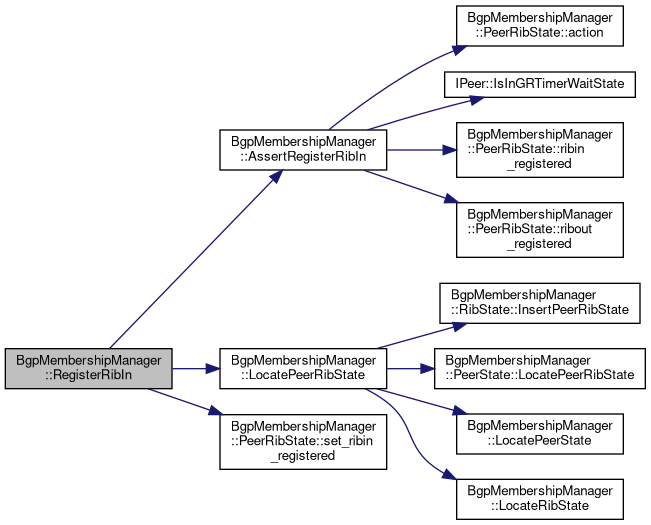 BgpMembershipManager
::PeerRibState::action
IPeer::IsInGRTimerWaitState
BgpMembershipManager
::AssertRegisterRibIn
BgpMembershipManager
::PeerRibState::ribin
_registered
BgpMembershipManager
::PeerRibState::ribout
_registered
BgpMembershipManager
::RibState::InsertPeerRibState
BgpMembershipManager
::RegisterRibIn
BgpMembershipManager
::LocatePeerRibState
BgpMembershipManager
::PeerState::LocatePeerRibState
BgpMembershipManager
::PeerRibState::set_ribin
_registered
BgpMembershipManager
::LocatePeerState
BgpMembershipManager
::LocateRibState